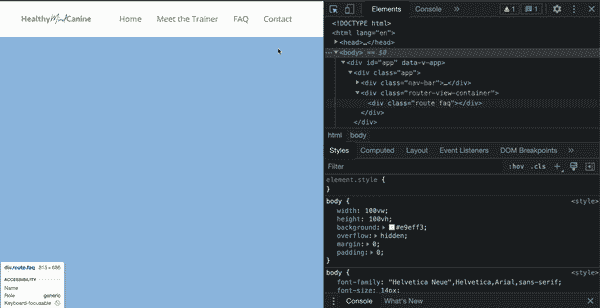 HealthyMindCanine Home Meet the Trainer FAQ Contact
Elements Console » 1 1
<!DOCTYPE html>
<html lang="en">
<head>…</head>
<body> == $0
<div id="app" data-v-app>
<div class="app">
<div class="nav-bar">…</div>
<div class="router-view-container">
<div class="route faq"></div>
</div>
</div>
html body
Styles Computed Layout Event Listeners DOM Breakpoints »
Filter :hov .cls +
element.style {
}
body { <style>
width: 100vw;
height: 100vh;
background: #e9eff3;
overflow: hidden;
margin: 0;
padding: 0;
}
body { <style>
font-family: "Helvetica Neue",Helvetica,Arial,sans-serif;
font-size: 14px;
div.route.faq
ACCESSIBILITY
Name
Role generic
Keyboard-focusable
Console What's New